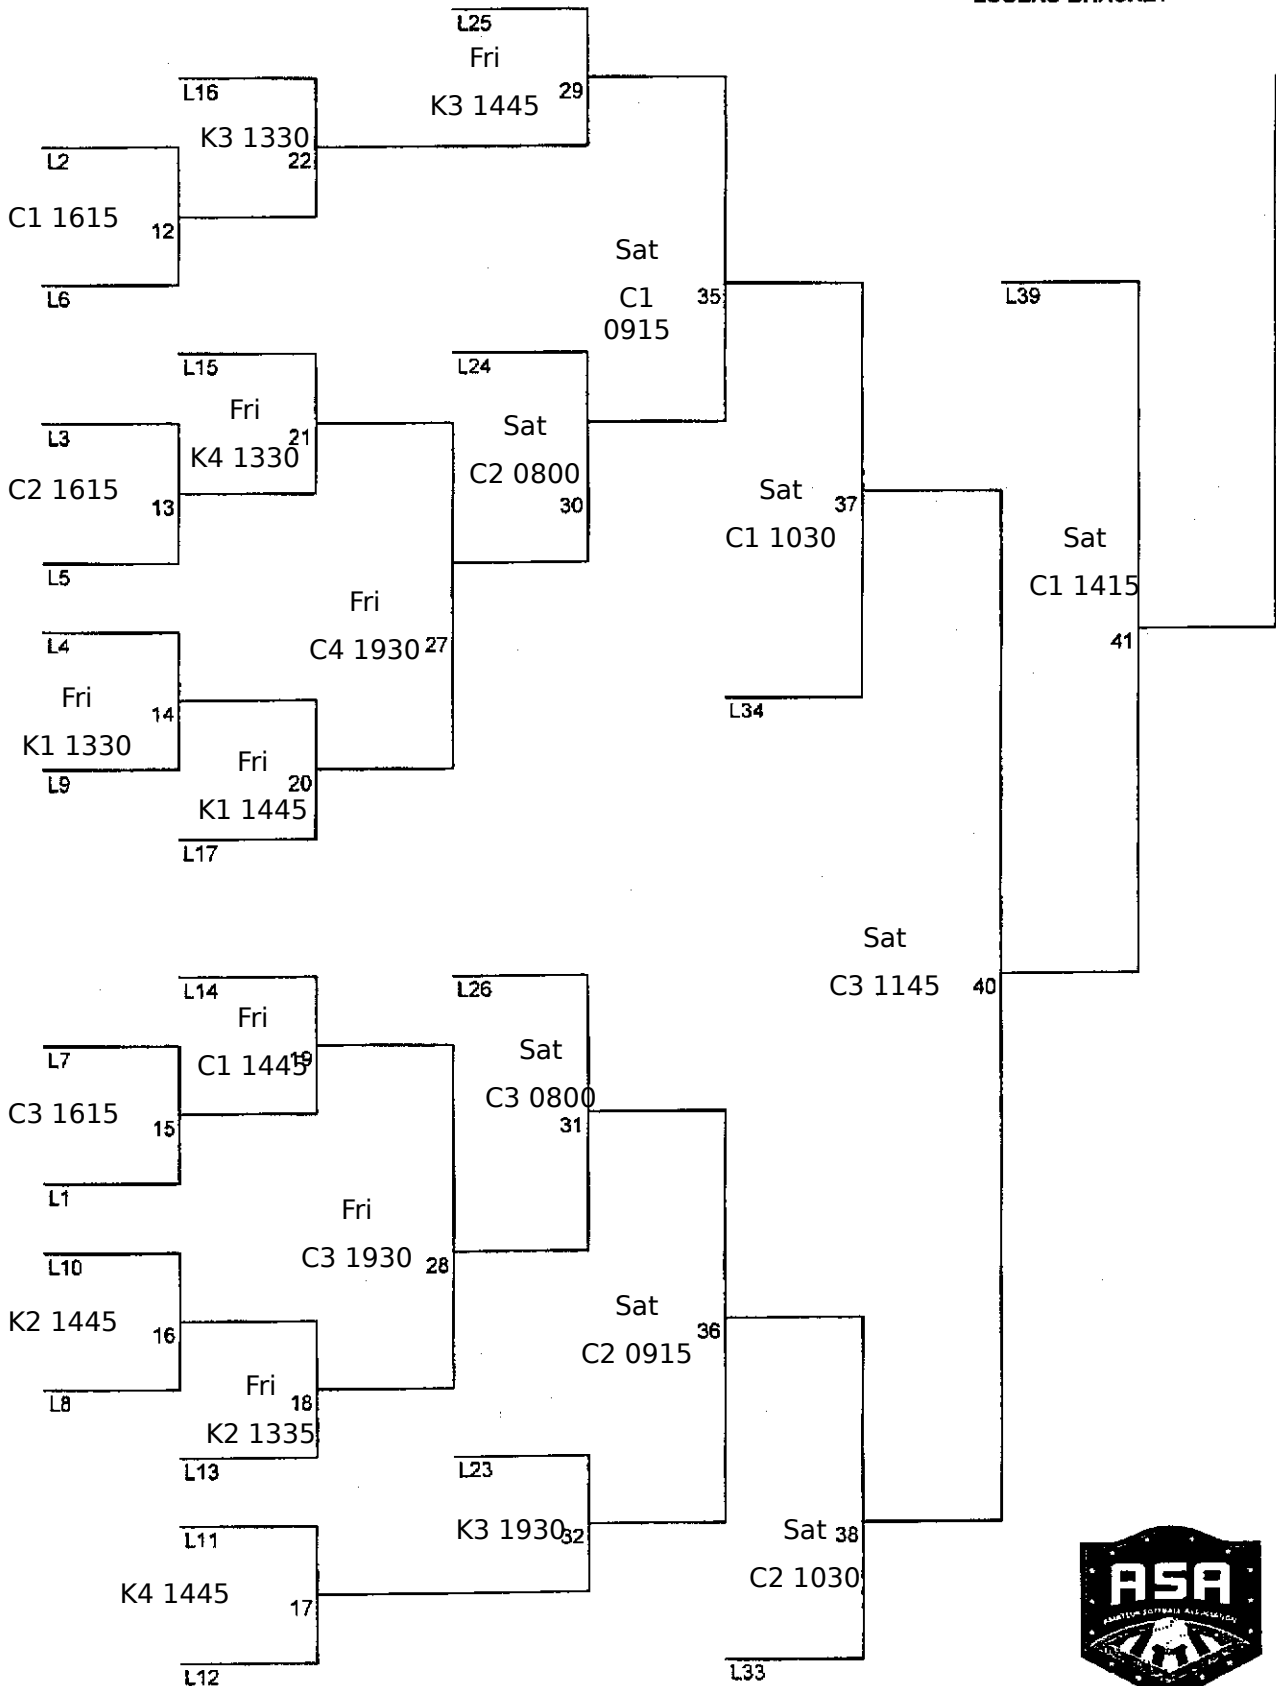 L25
Fri
29
K3 1445
L16
K3 1330
22
L2
C1 1615
12
L6
Sat
C1
0915
35
L39
L15
Fri
21
K4 1330
L24
Sat
C2 0800
30
L3
C2 1615
13
L5
Sat
37
C1 1030
Sat
C1 1415
41
Fri
C4 1930
27
L4
Fri
14
K1 1330
L9
L34
Fri
20
K1 1445
L17
Sat
C3 1145
40
L14
Fri
C1 1445
19
L26
Sat
C3 0800
31
L7
C3 1615
15
L1
Fri
C3 1930
28
L10
K2 1445
16
L8
Sat
36
C2 0915
Fri
18
K2 1335
L13
L23
K3 1930
32
L11
K4 1445
17
L12
Sat
38
C2 1030
L33
ASA
AMATEUR SOFTBALL ASSOCIATION